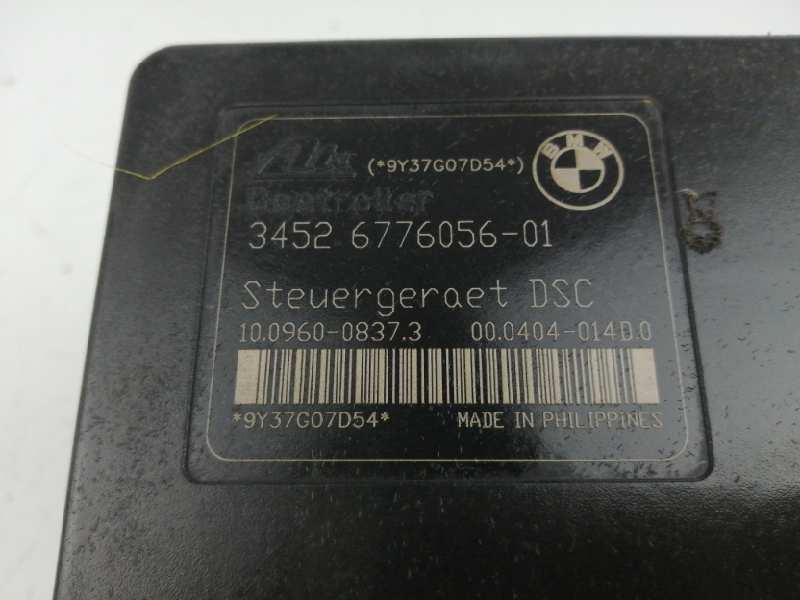 Ate (*9Y37G07D54*) BMW
Controller
3452 6776056-01
Steuergeraet DSC
10.0960-0837.3 00.0404-014D.0
*9Y37G07D54* MADE IN PHILIPPINES